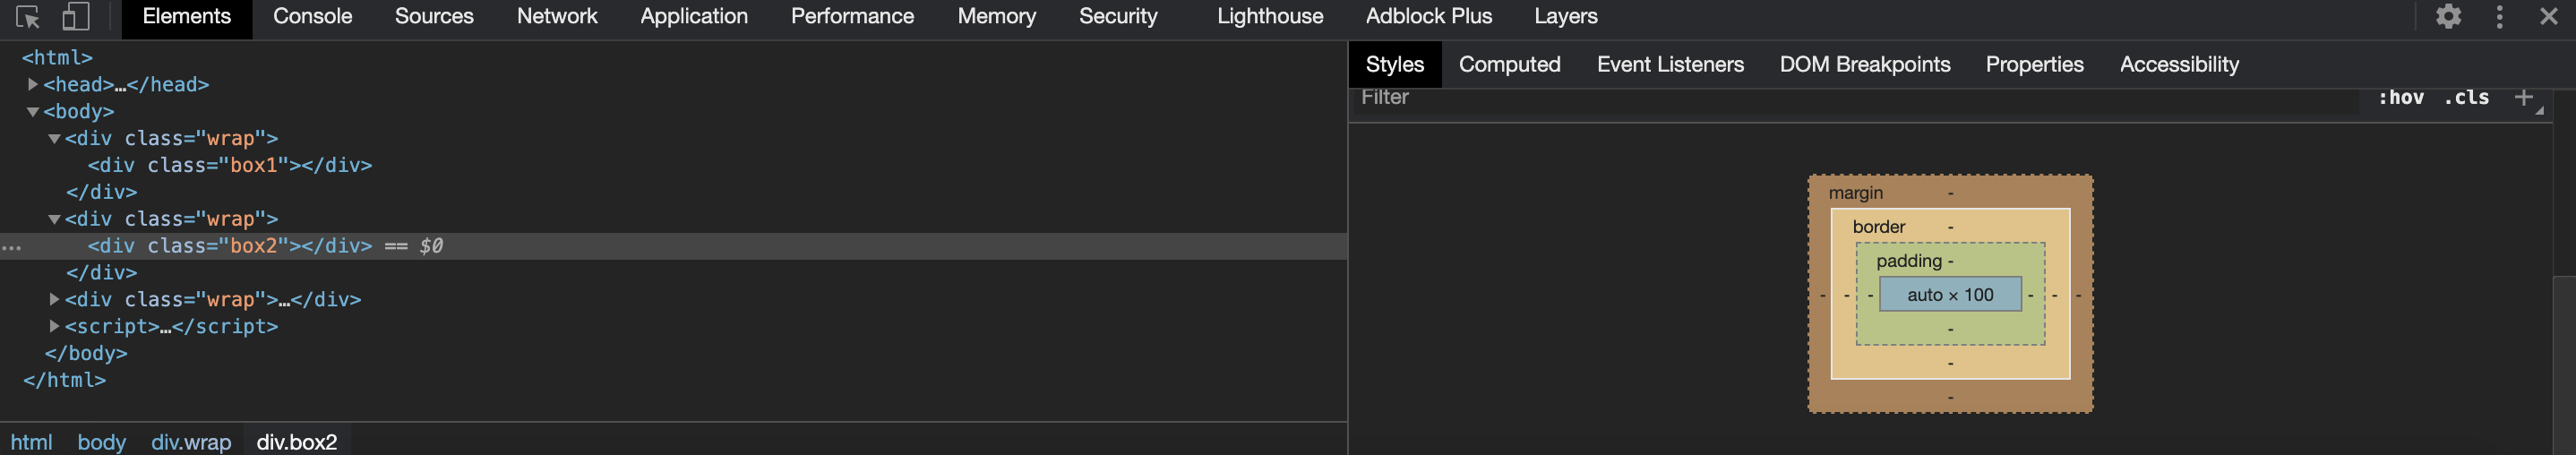 Elements Console Sources Network Application Performance Memory Security Lighthouse Adblock Plus Layers
<html>
<head>…</head>
<body>
<div class="wrap">
<div class="box1"></div>
</div>
<div class="wrap">
… <div class="box2"></div> == $0
</div>
<div class="wrap">…</div>
<script>…</script>
</body>
</html>
html body div.wrap div.box2
Styles Computed Event Listeners DOM Breakpoints Properties Accessibility
Filter :hov .cls +
margin -
border -
padding -
- - - auto × 100 - - -
-
-
-